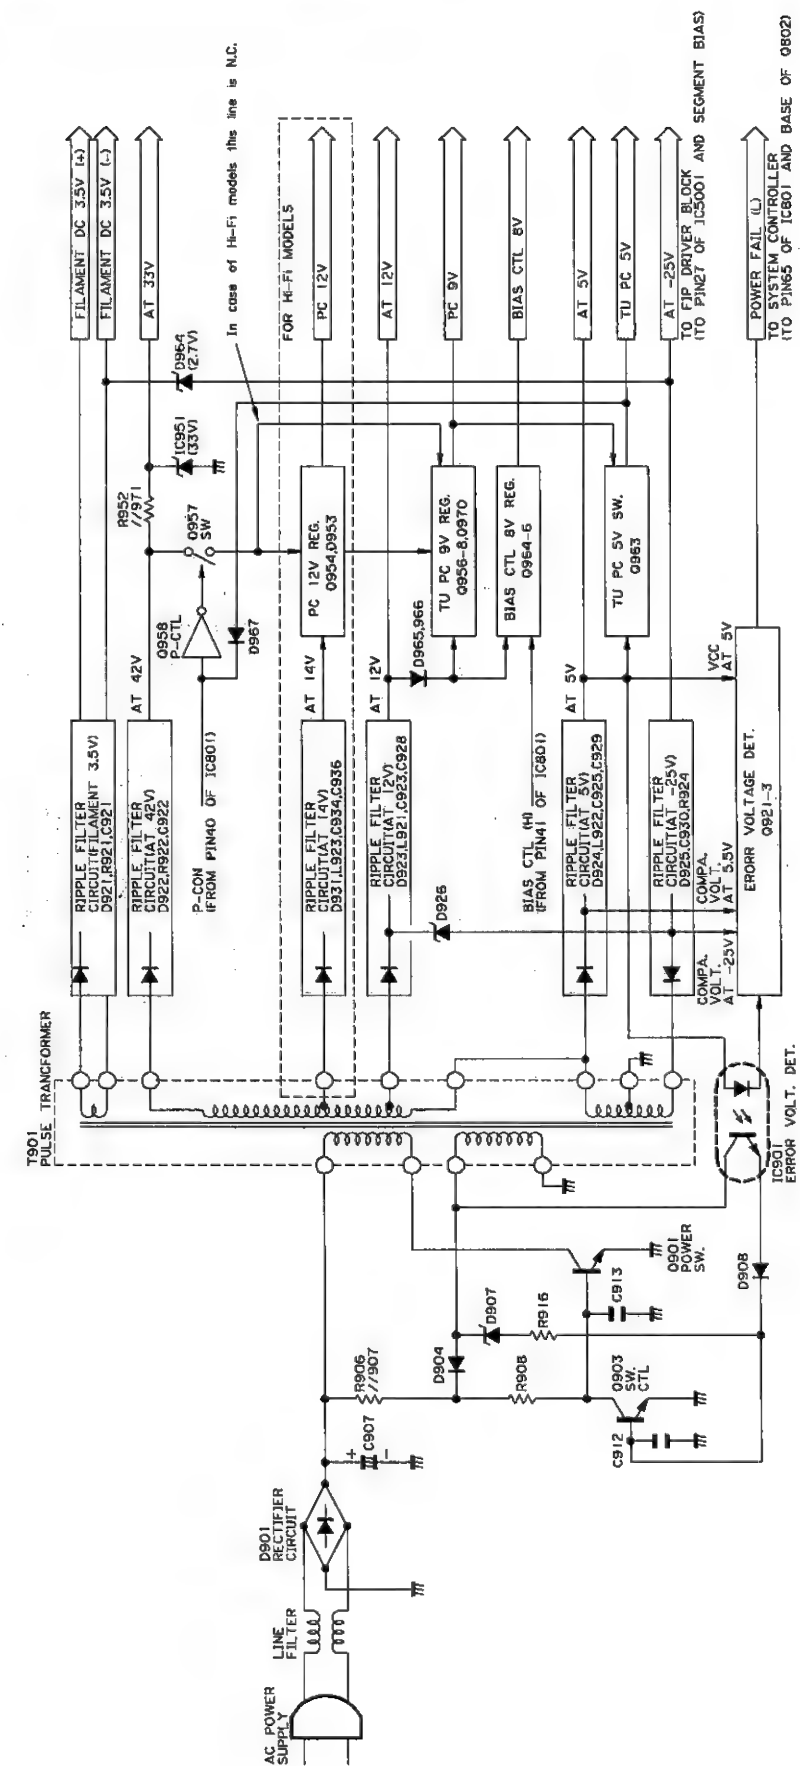 AC POWER
SUPPLY
LINE
FILTER
D901
RECTIFIER
CIRCUIT
+
C907
-
R906
//907
D904
R908
D907
R916
C912
Q903
SW.
CTL
C913
Q901
POWER
SW.
D908
IC901
ERROR VOLT. DET.
T901
PULSE TRANCFORMER
RIPPLE FILTER
CIRCUIT(FILAMENT 3.5V)
D921,R921,C921
RIPPLE FILTER
CIRCUIT(AT 42V)
D922,R922,C922
AT 42V
P-CON
(FROM PIN40 OF IC801)
Q958
P-CTL
D967
R952
//971
Q957
SW
IC951
(33V)
D964
(2.7V)
In case of Hi-Fi models this line is N.C.
FOR Hi-Fi MODELS
RIPPLE FILTER
CIRCUIT(AT 14V)
D931,L923,C934,C936
AT 14V
PC 12V REG.
Q954,D953
RIPPLE FILTER
CIRCUIT(AT 12V)
D923,L921,C923,C928
AT 12V
D965,966
D926
TU PC 9V REG.
Q956-8,Q970
BIAS CTL 8V REG.
Q964-6
BIAS CTL (H)
(FROM PIN41 OF IC801)
RIPPLE FILTER
CIRCUIT(AT 5V)
D924,L922,C925,C929
AT 5V
TU PC 5V SW.
Q963
RIPPLE FILTER
CIRCUIT(AT -25V)
D925,C930,R924
COMPA.
VOLT.
AT -25V
COMPA.
VOLT.
AT 5.5V
VCC
AT 5V
ERORR VOLTAGE DET.
Q921-3
FILAMENT DC 3.5V (+)
FILAMENT DC 3.5V (-)
AT 33V
PC 12V
AT 12V
PC 9V
BIAS CTL 8V
AT 5V
TU PC 5V
AT -25V
TO FIP DRIVER BLOCK
(TO PIN27 OF IC5001 AND SEGMENT BIAS)
POWER FAIL (L)
TO SYSTEM CONTROLLER
(TO PIN65 OF IC801 AND BASE OF Q802)